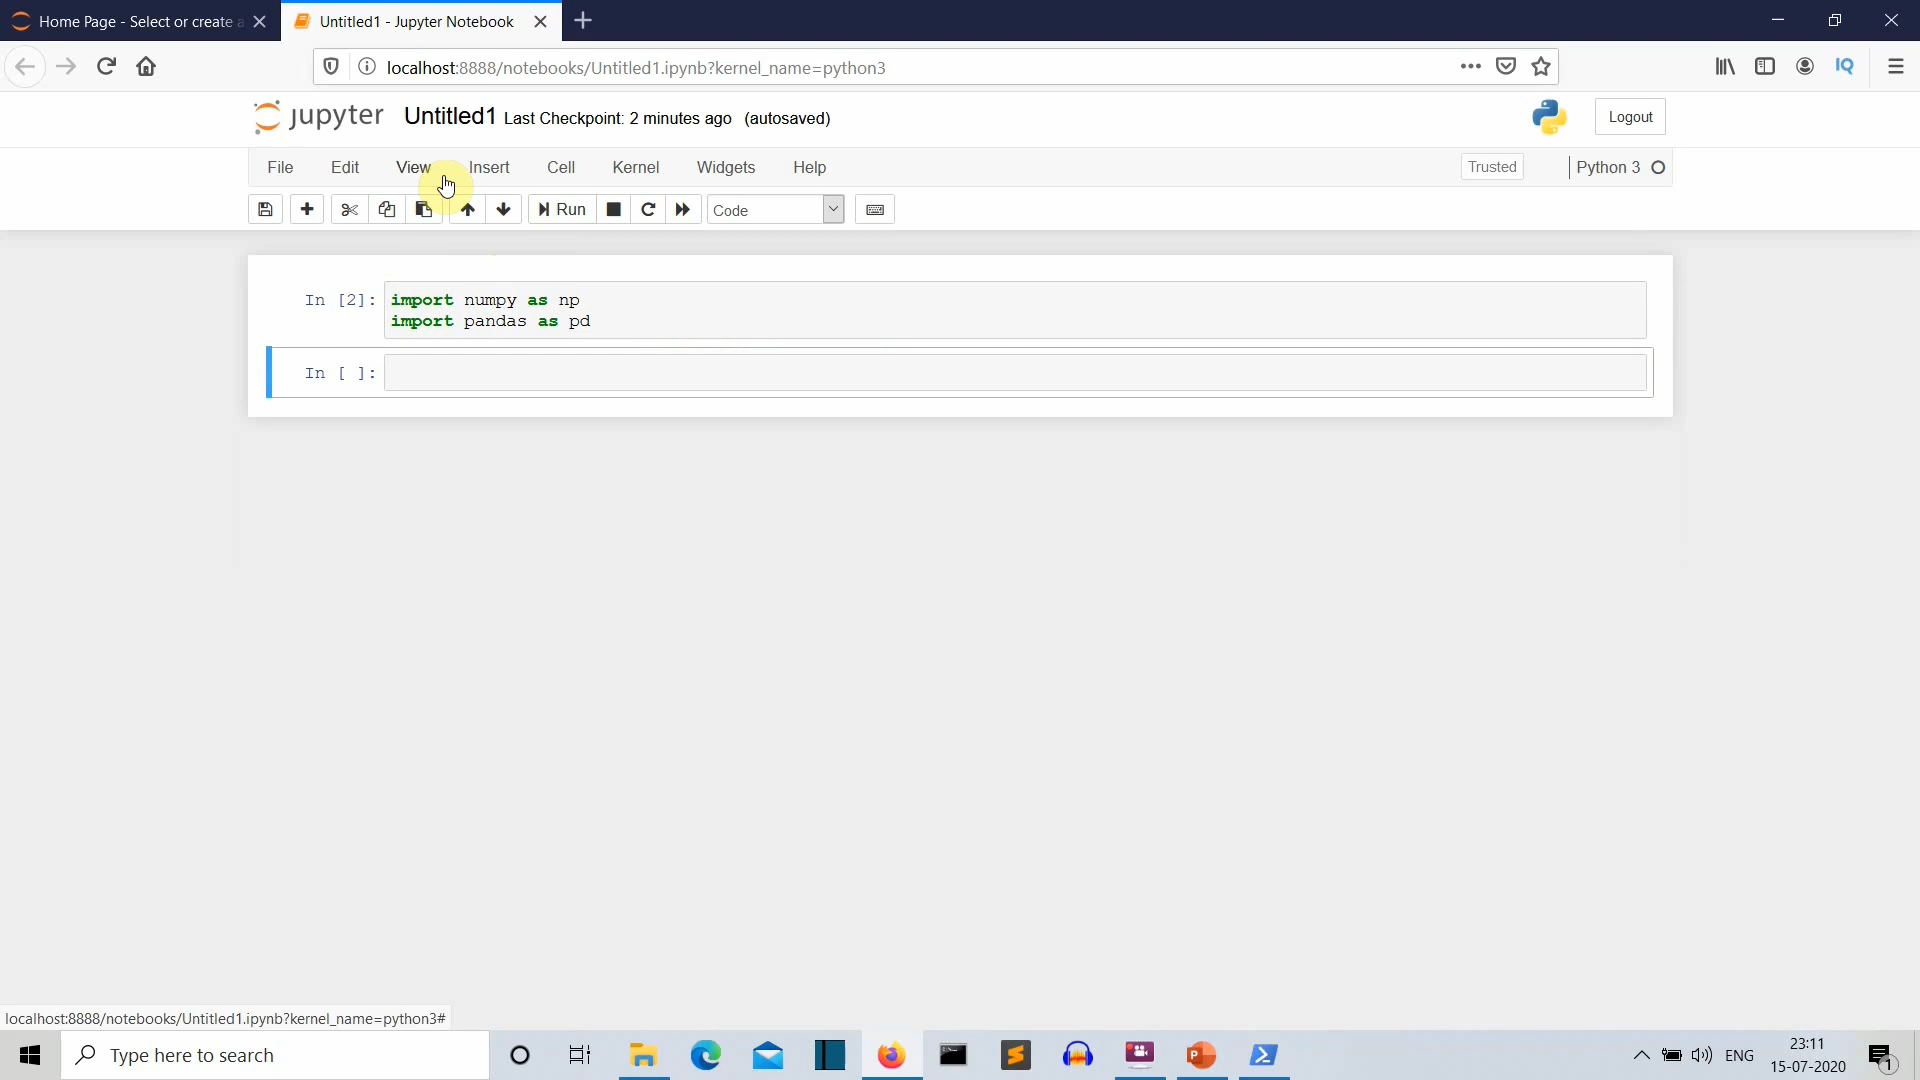 Home Page - Select or create a
Untitled1 - Jupyter Notebook
localhost:8888/notebooks/Untitled1.ipynb?kernel_name=python3
IQ
jupyter Untitled1 Last Checkpoint: 2 minutes ago (autosaved)
Logout
File Edit View Insert Cell Kernel Widgets Help
Trusted
Python 3
Run
Code
In [2]: import numpy as np
import pandas as pd
In [ ]:
localhost:8888/notebooks/Untitled1.ipynb?kernel_name=python3#
Type here to search
ENG
23:11
15-07-2020
1